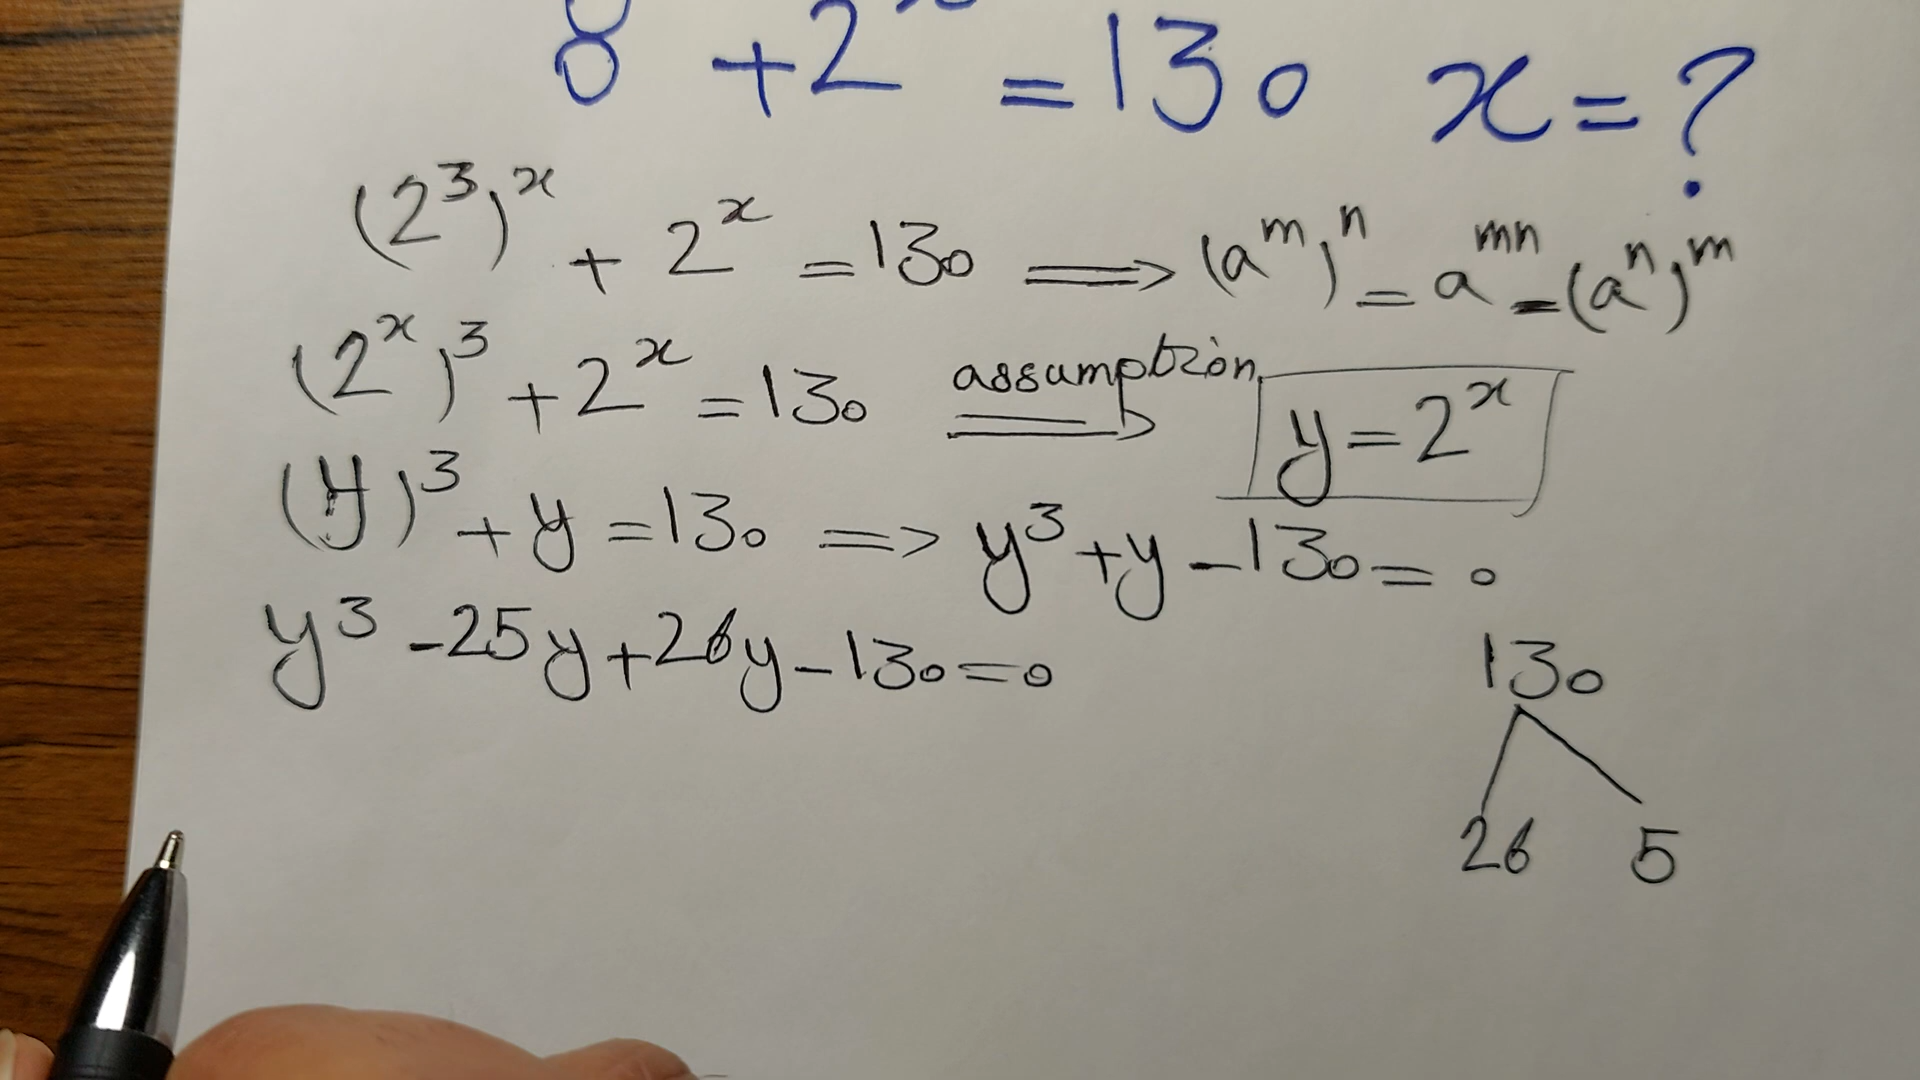 8 + 2ˣ = 130 x = ?
(2³)ˣ + 2ˣ = 130 ⟹ (aᵐ)ⁿ = aᵐⁿ = (aⁿ)ᵐ
(2ˣ)³ + 2ˣ = 130 assumption ⟹ y = 2ˣ
(y)³ + y = 130 ⟹ y³ + y − 130 = 0
y³ − 25y + 26y − 130 = 0
130
26 5